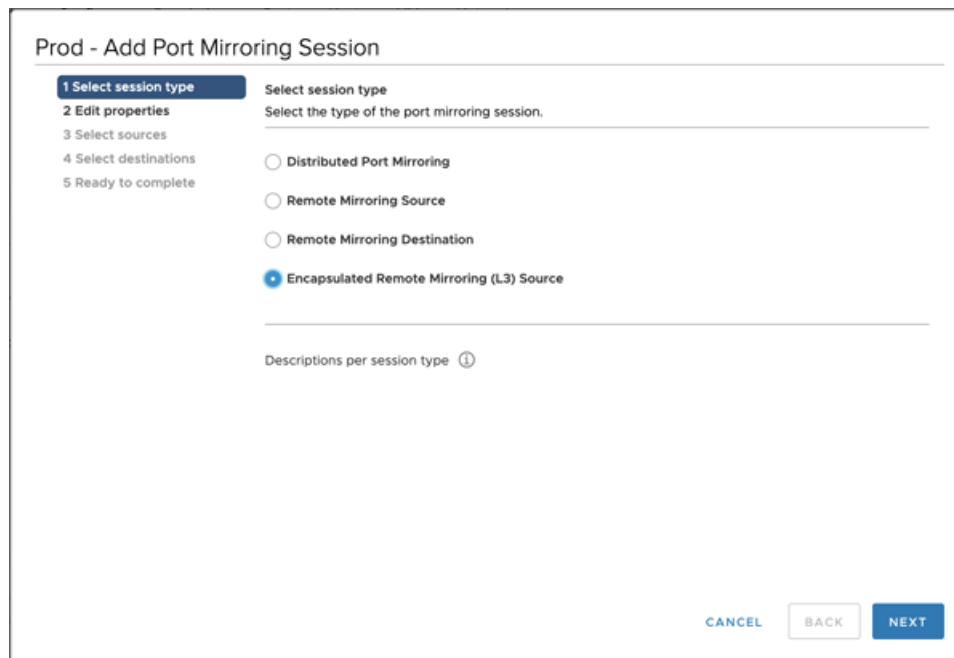 Prod - Add Port Mirroring Session
1 Select session type
2 Edit properties
3 Select sources
4 Select destinations
5 Ready to complete
Select session type
Select the type of the port mirroring session.
Distributed Port Mirroring
Remote Mirroring Source
Remote Mirroring Destination
Encapsulated Remote Mirroring (L3) Source
Descriptions per session type
CANCEL
BACK
NEXT